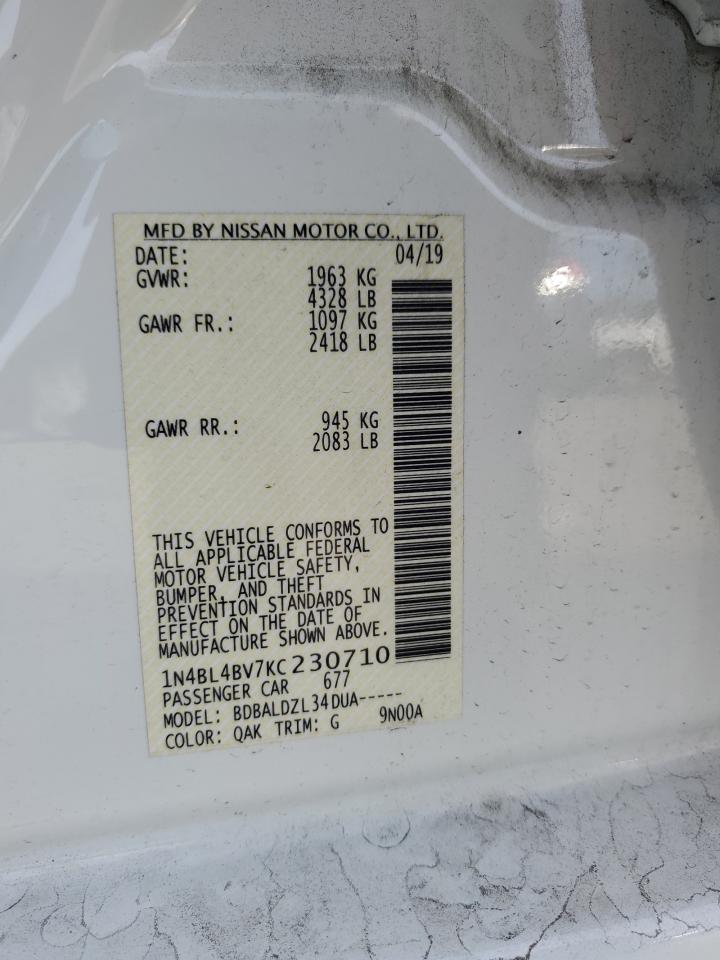 MFD BY NISSAN MOTOR CO., LTD.
DATE: 04/19
GVWR: 1963 KG
4328 LB
GAWR FR.: 1097 KG
2418 LB
GAWR RR.: 945 KG
2083 LB
THIS VEHICLE CONFORMS TO
ALL APPLICABLE FEDERAL
MOTOR VEHICLE SAFETY,
BUMPER, AND THEFT
PREVENTION STANDARDS IN
EFFECT ON THE DATE OF
MANUFACTURE SHOWN ABOVE.
1N4BL4BV7KC230710
PASSENGER CAR 677
MODEL: BDBALDZL34DUA-----
COLOR: QAK TRIM: G 9N00A